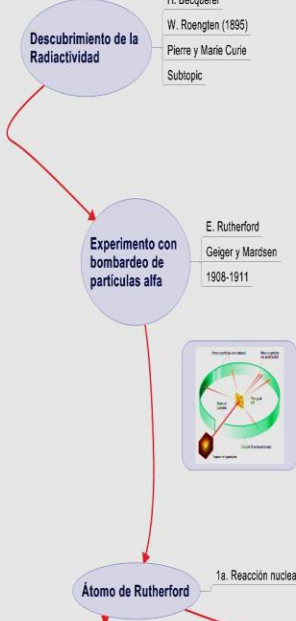 H. Becquerel
W. Roengten (1895)
Descubrimiento de la
Radiactividad
Pierre y Marie Curie
Subtopic
E. Rutherford
Experimento con
bombardeo de
partículas alfa
Geiger y Mardsen
1908-1911
Átomo de Rutherford
1a. Reacción nuclea